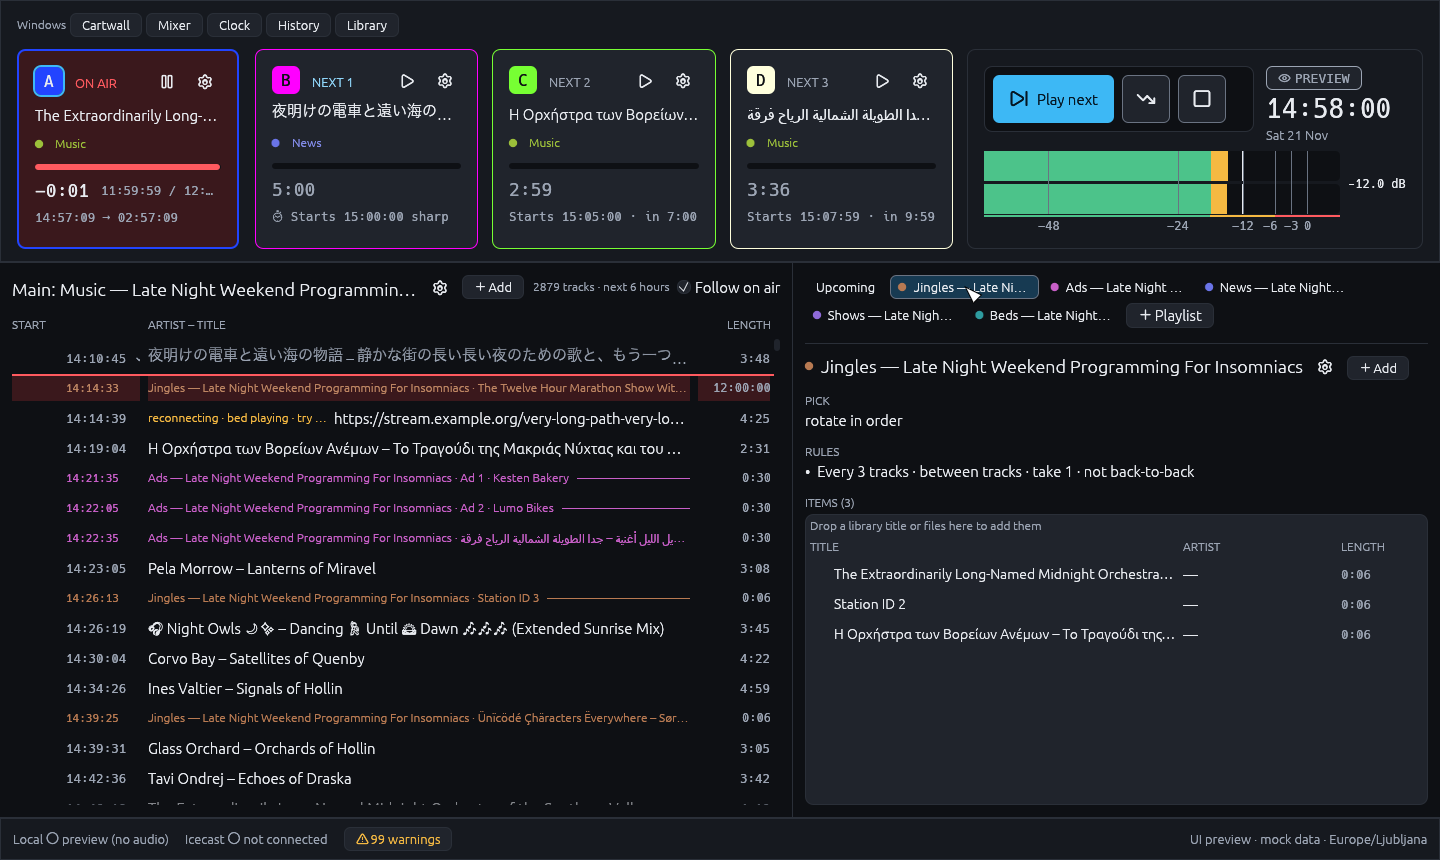 Windows Cartwall Mixer Clock History Library
A ON AIR
The Extraordinarily Long-…
Music
−0:01 11:59:59 / 12:…
14:57:09 → 02:57:09
B NEXT 1
夜明けの電車と遠い海の…
News
5:00
Starts 15:00:00 sharp
C NEXT 2
Η Ορχήστρα των Βορείων…
Music
2:59
Starts 15:05:00 · in 7:00
D NEXT 3
جدا الطويلة الشمالية الرياح فرقة…
Music
3:36
Starts 15:07:59 · in 9:59
Play next
PREVIEW
14:58:00
Sat 21 Nov
-12.0 dB
−48 −24 −12 −6 −3 0
Main: Music — Late Night Weekend Programmin… + Add 2879 tracks · next 6 hours Follow on air
START ARTIST – TITLE LENGTH
14:10:45 夜明けの電車と遠い海の物語 – 静かな街の長い長い夜のための歌と、もう一つ… 3:48
14:14:33 Jingles — Late Night Weekend Programming For Insomniacs · The Twelve Hour Marathon Show Wit… 12:00:00
14:14:39 reconnecting · bed playing · try … https://stream.example.org/very-long-path-very-lo… 4:25
14:19:04 Η Ορχήστρα των Βορείων Ανέμων – Το Τραγούδι της Μακριάς Νύχτας και του … 2:31
14:21:35 Ads — Late Night Weekend Programming For Insomniacs · Ad 1 · Kesten Bakery 0:30
14:22:05 Ads — Late Night Weekend Programming For Insomniacs · Ad 2 · Lumo Bikes 0:30
14:22:35 Ads — Late Night Weekend Programming For Insomniacs · يل الليل أغنية – جدا الطويلة الشمالية الرياح فرقة… 0:30
14:23:05 Pela Morrow – Lanterns of Miravel 3:08
14:26:13 Jingles — Late Night Weekend Programming For Insomniacs · Station ID 3 0:06
14:26:19 🎧 Night Owls 🌙✨ – Dancing 💃 Until 🌅 Dawn 🎶🎶🎶 (Extended Sunrise Mix) 3:45
14:30:04 Corvo Bay – Satellites of Quenby 4:22
14:34:26 Ines Valtier – Signals of Hollin 4:59
14:39:25 Jingles — Late Night Weekend Programming For Insomniacs · Ünïcödé Çhäracters Ëverywhere – Sør… 0:06
14:39:31 Glass Orchard – Orchards of Hollin 3:05
14:42:36 Tavi Ondrej – Echoes of Draska 3:42
Upcoming Jingles — Late Ni… Ads — Late Night … News — Late Night…
Shows — Late Nigh… Beds — Late Night… + Playlist
Jingles — Late Night Weekend Programming For Insomniacs + Add
PICK
rotate in order
RULES
• Every 3 tracks · between tracks · take 1 · not back-to-back
ITEMS (3)
Drop a library title or files here to add them
TITLE ARTIST LENGTH
The Extraordinarily Long-Named Midnight Orchestra… — 0:06
Station ID 2 — 0:06
Η Ορχήστρα των Βορείων Ανέμων – Το Τραγούδι της… — 0:06
Local preview (no audio) Icecast not connected 99 warnings UI preview · mock data · Europe/Ljubljana